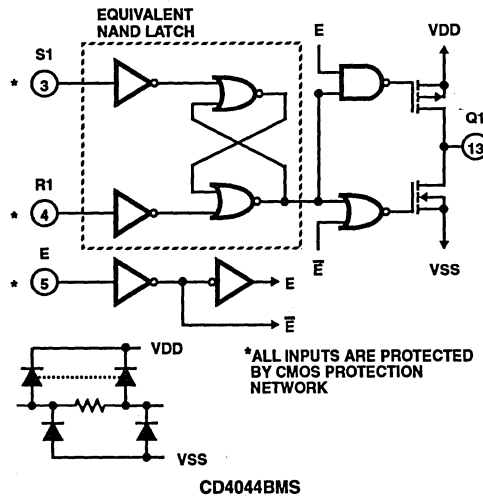 EQUIVALENT
NAND LATCH
S1
* 3
E
VDD
Q1
13
R1
* 4
E
VSS
E
* 5
E
E
*ALL INPUTS ARE PROTECTED
BY CMOS PROTECTION
NETWORK
VDD
VSS
CD4044BMS